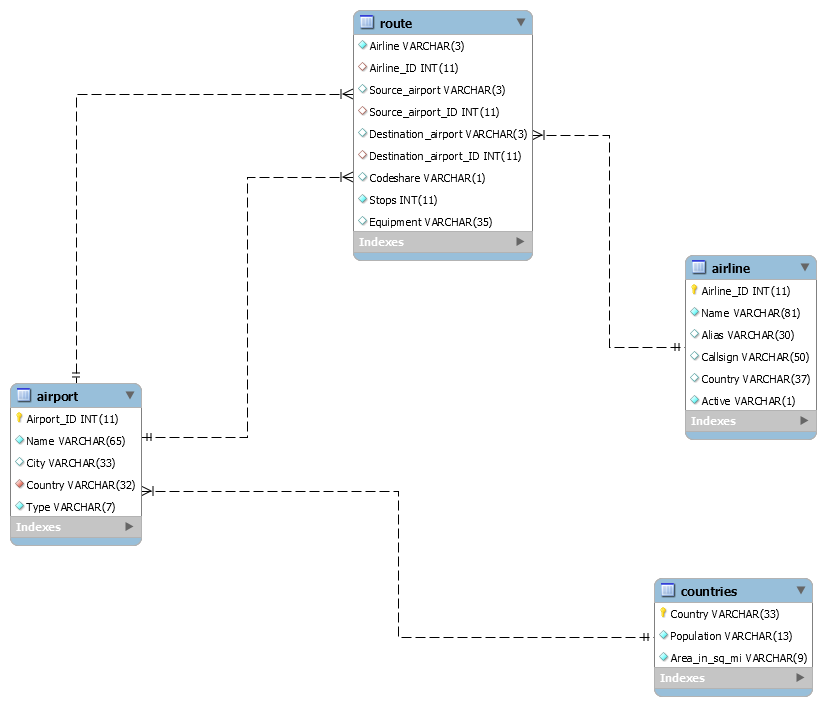 route
Airline VARCHAR(3)
Airline_ID INT(11)
Source_airport VARCHAR(3)
Source_airport_ID INT(11)
Destination_airport VARCHAR(3)
Destination_airport_ID INT(11)
Codeshare VARCHAR(1)
Stops INT(11)
Equipment VARCHAR(35)
Indexes
airline
Airline_ID INT(11)
Name VARCHAR(81)
Alias VARCHAR(30)
Callsign VARCHAR(50)
Country VARCHAR(37)
Active VARCHAR(1)
Indexes
airport
Airport_ID INT(11)
Name VARCHAR(65)
City VARCHAR(33)
Country VARCHAR(32)
Type VARCHAR(7)
Indexes
countries
Country VARCHAR(33)
Population VARCHAR(13)
Area_in_sq_mi VARCHAR(9)
Indexes